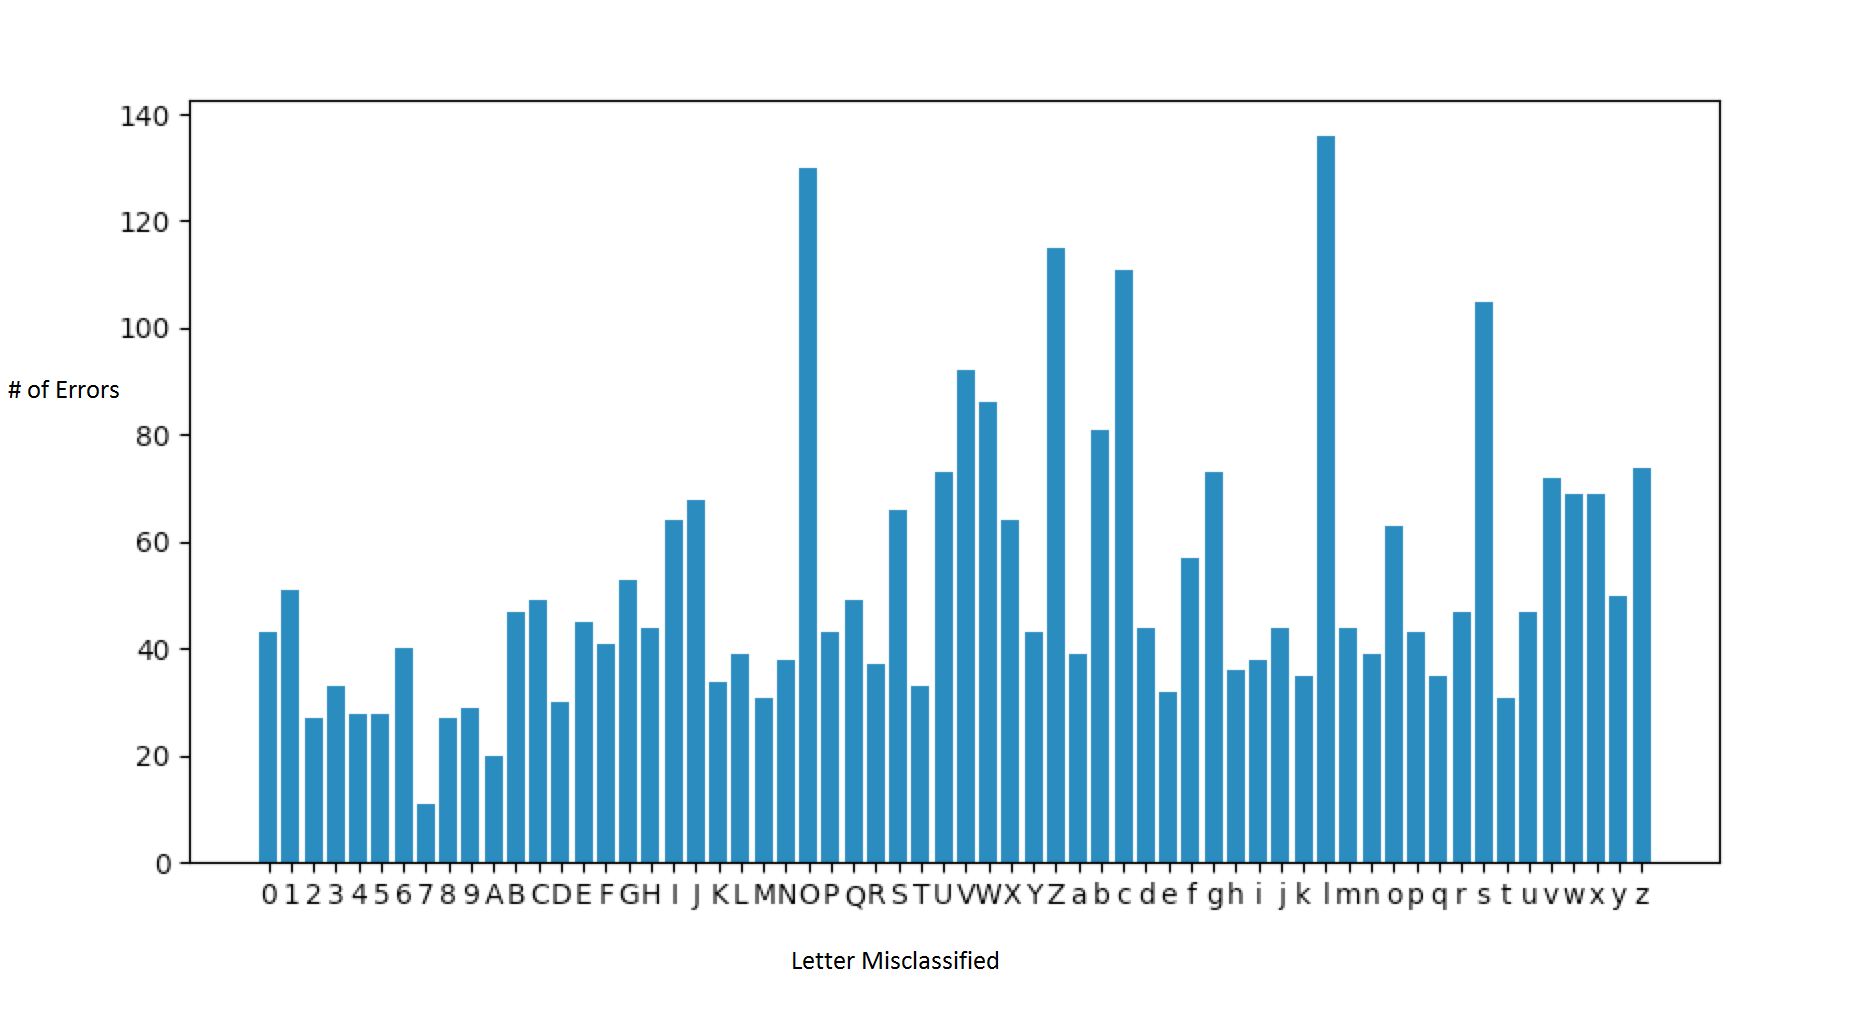 140
120
100
# of Errors
80
60
40
20
0
0 1 2 3 4 5 6 7 8 9 A B C D E F G H I J K L M N O P Q R S T U V W X Y Z a b c d e f g h i j k l m n o p q r s t u v w x y z
Letter Misclassified